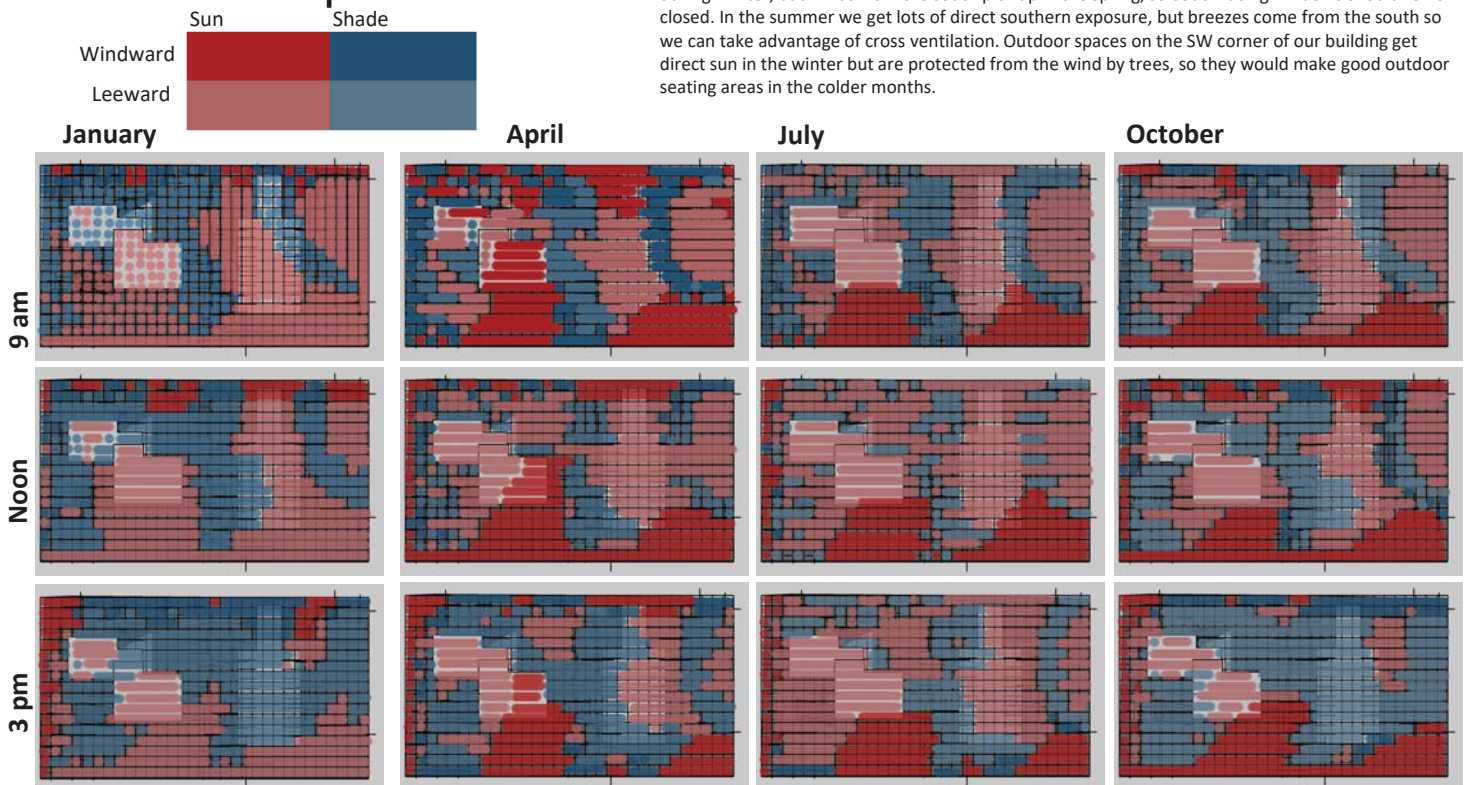 Sun Shade
Windward
Leeward
closed. In the summer we get lots of direct southern exposure, but breezes come from the south so
we can take advantage of cross ventilation. Outdoor spaces on the SW corner of our building get
direct sun in the winter but are protected from the wind by trees, so they would make good outdoor
seating areas in the colder months.
January April July October
9 am
Noon
3 pm